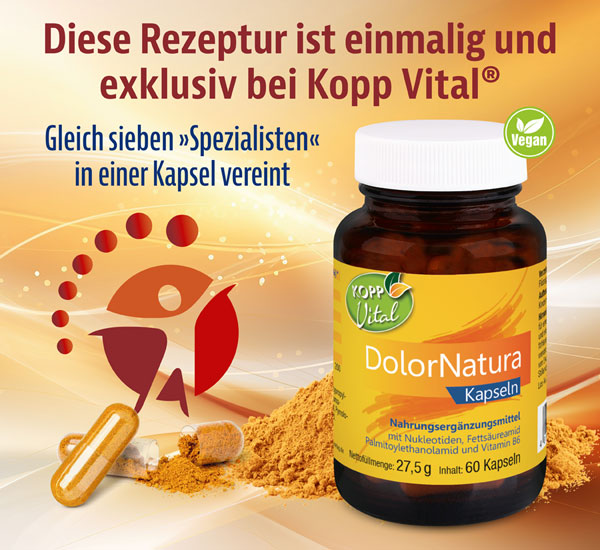 Diese Rezeptur ist einmalig und
exklusiv bei Kopp Vital®
Gleich sieben »Spezialisten«
in einer Kapsel vereint
Vegan
KOPP
Vital
DolorNatura
Kapseln
Nahrungsergänzungsmittel
mit Nukleotiden, Fettsäureamid
Palmitoylethanolamid und Vitamin B6
Nettofüllmenge: 27,5 g Inhalt: 60 Kapseln